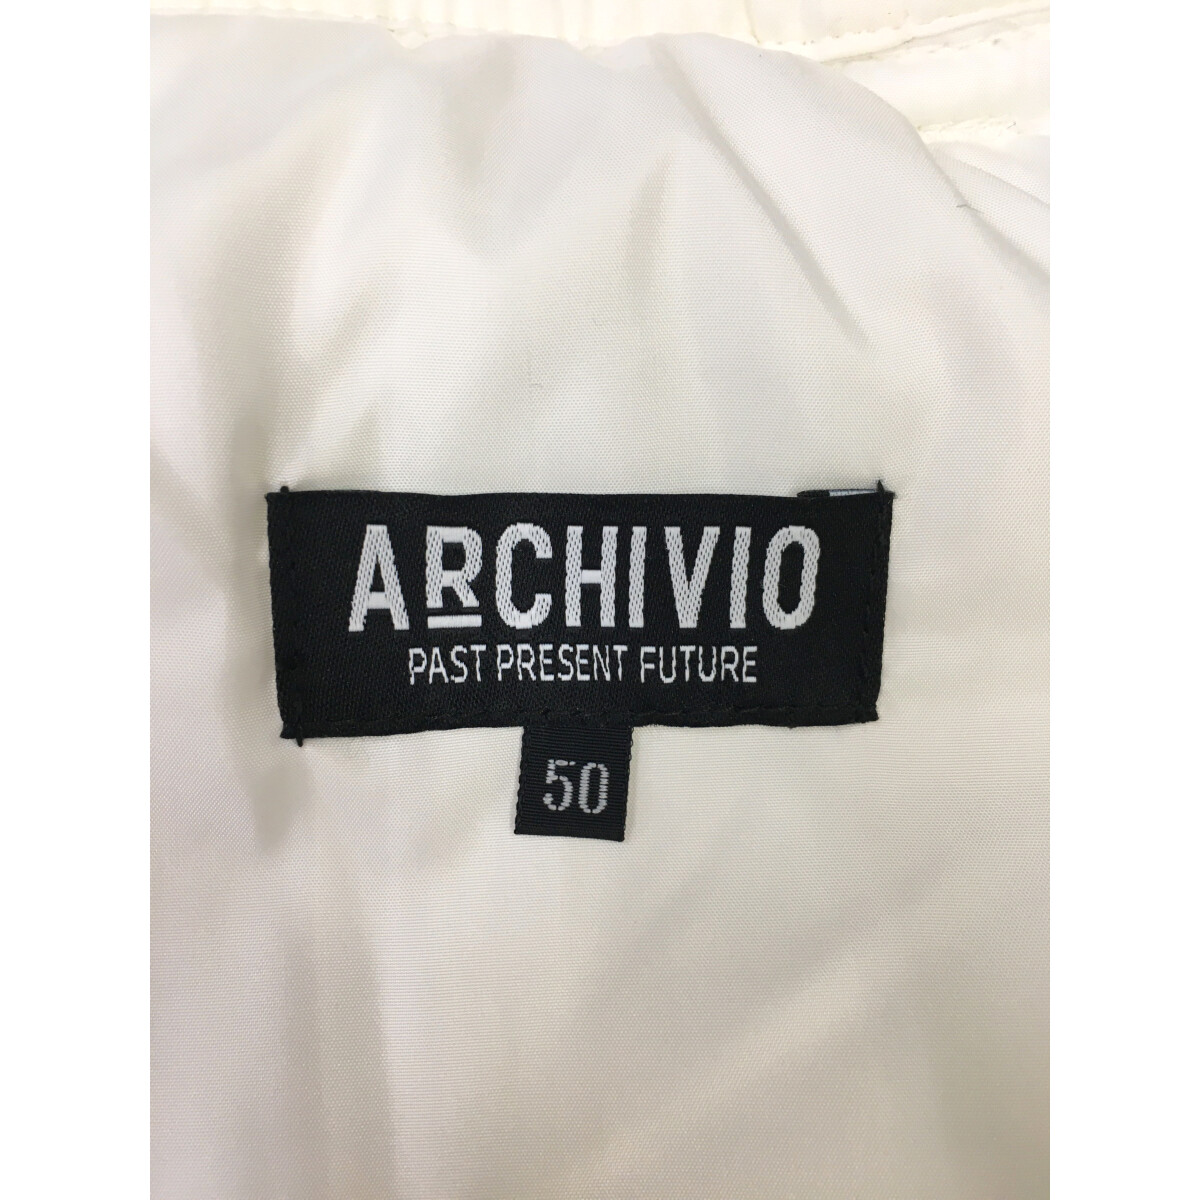 ARCHIVIO
PAST PRESENT FUTURE
50